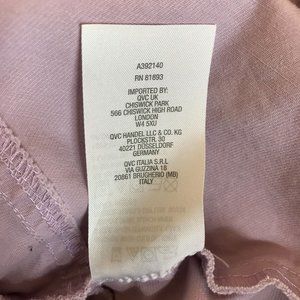 A392140
RN 81893
IMPORTED BY:
QVC UK
CHISWICK PARK
566 CHISWICK HIGH ROAD
LONDON
W4 5XU
QVC HANDEL LLC & CO. KG
PLOCKSTR. 30
40221 DÜSSELDORF
GERMANY
QVC ITALIA S.R.L
VIA GUZZINA 18
20861 BRUGHERIO (MB)
ITALY